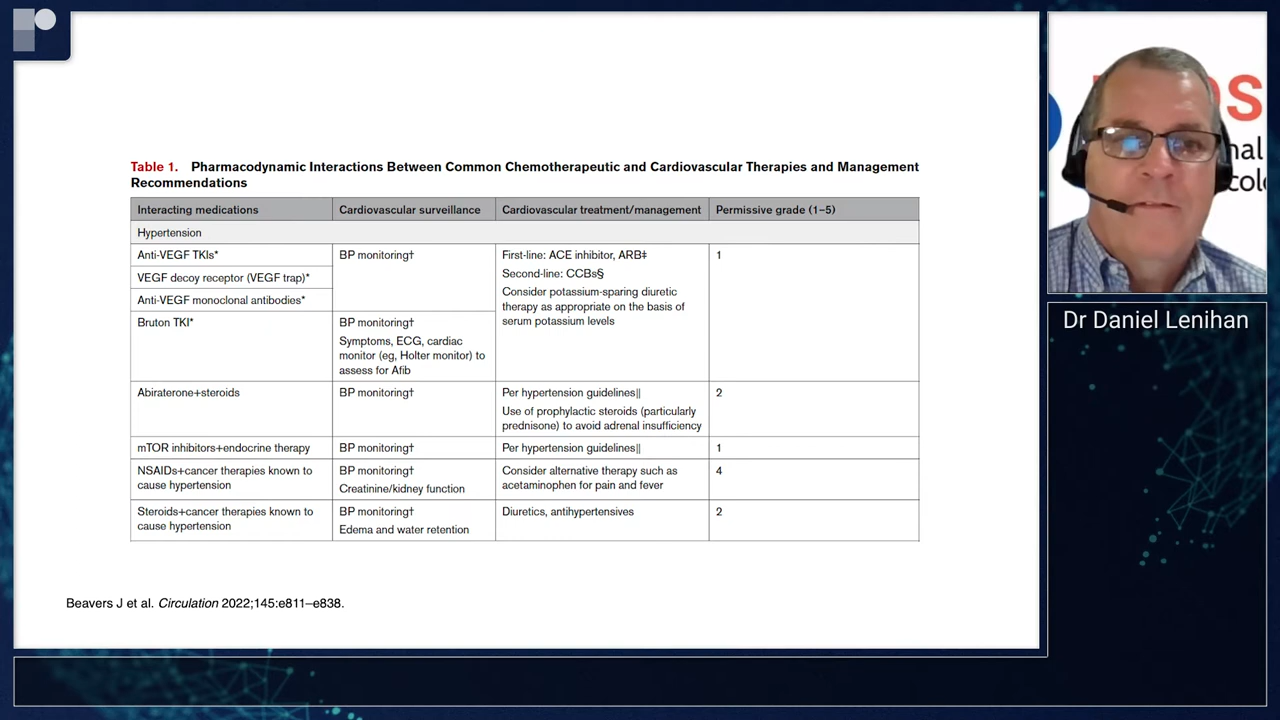 Table 1. Pharmacodynamic Interactions Between Common Chemotherapeutic and Cardiovascular Therapies and Management
Recommendations
Interacting medications
Cardiovascular surveillance
Cardiovascular treatment/management
Permissive grade (1–5)
Hypertension
Anti-VEGF TKIs*
BP monitoring†
First-line: ACE inhibitor, ARB‡
1
Second-line: CCBs§
VEGF decoy receptor (VEGF trap)*
Consider potassium-sparing diuretic
therapy as appropriate on the basis of
serum potassium levels
Anti-VEGF monoclonal antibodies*
Bruton TKI*
BP monitoring†
Symptoms, ECG, cardiac
monitor (eg, Holter monitor) to
assess for Afib
Abiraterone+steroids
BP monitoring†
Per hypertension guidelines||
2
Use of prophylactic steroids (particularly
prednisone) to avoid adrenal insufficiency
mTOR inhibitors+endocrine therapy
BP monitoring†
Per hypertension guidelines||
1
NSAIDs+cancer therapies known to
cause hypertension
BP monitoring†
Creatinine/kidney function
Consider alternative therapy such as
acetaminophen for pain and fever
4
Steroids+cancer therapies known to
cause hypertension
BP monitoring†
Edema and water retention
Diuretics, antihypertensives
2
Beavers J et al. Circulation 2022;145:e811–e838.
Dr Daniel Lenihan